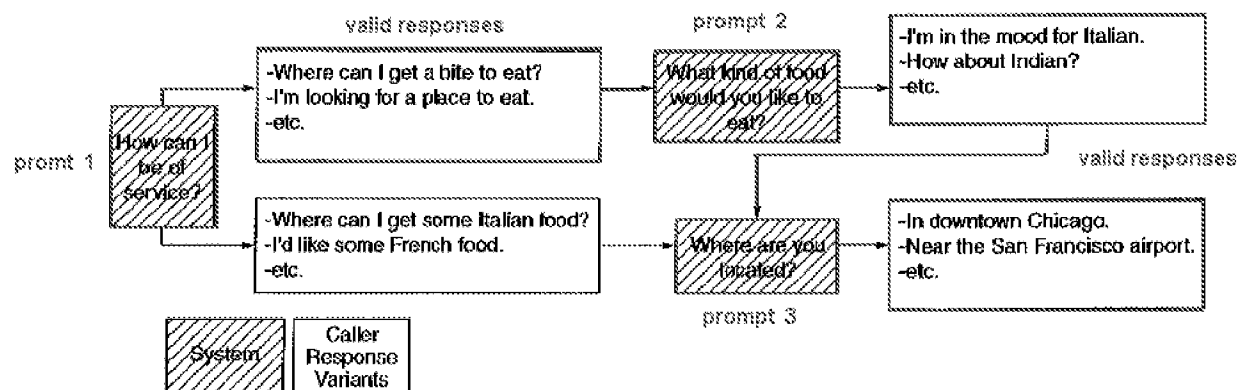 valid responses
prompt 2
-Where can I get a bite to eat?
-I'm looking for a place to eat.
-etc.
What kind of food
would you like to
eat?
-I'm in the mood for Italian.
-How about Indian?
-etc.
promt 1
How can I
be of
service?
valid responses
-Where can I get some Italian food?
-I'd like some French food.
-etc.
Where are you
located?
-In downtown Chicago.
-Near the San Francisco airport.
-etc.
prompt 3
System
Caller
Response
Variants